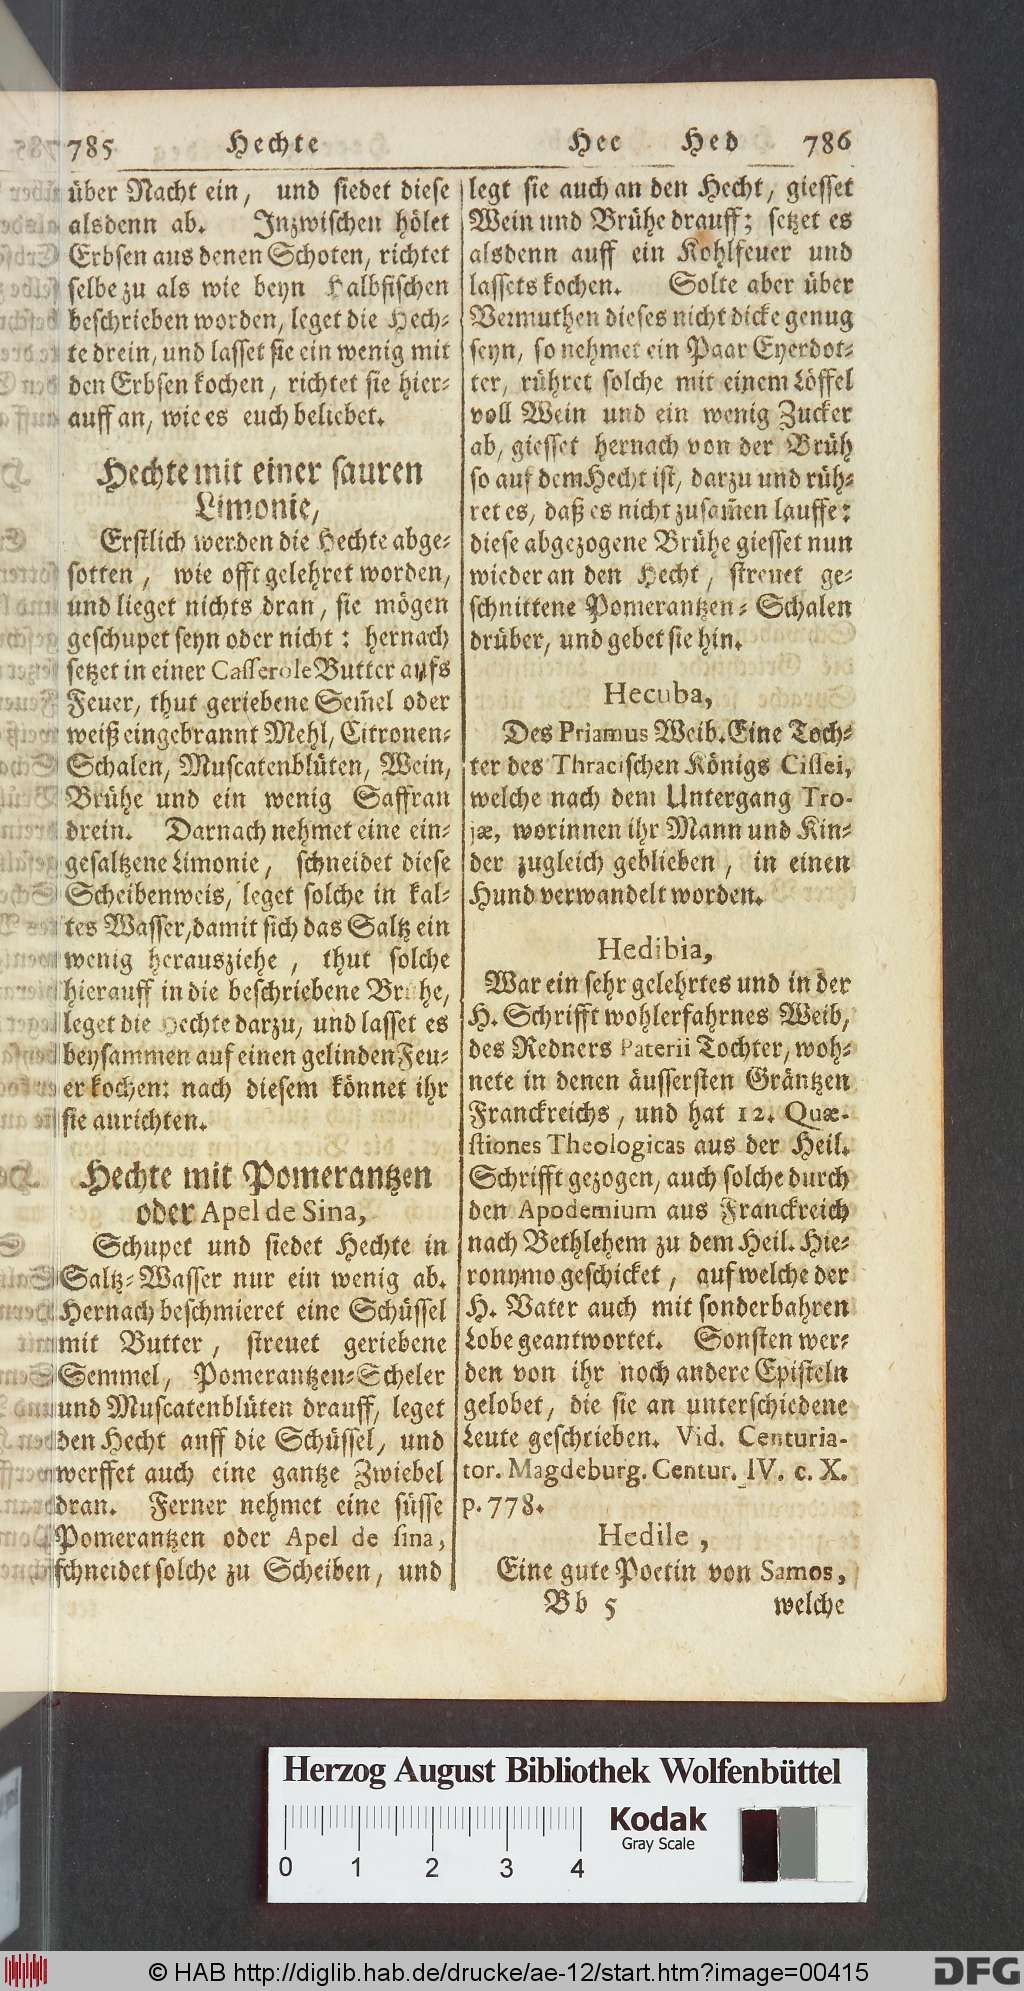 785 Hechte
über Nacht ein, und siedet diese
alsdenn ab. Inzwischen hölet
Erbsen aus denen Schoten, richtet
selbe zu als wie beyn Halbfischen
beschrieben worden, leget die Hech-
te drein, und lasset sie ein wenig mit
den Erbsen kochen, richtet sie hier-
auff an, wie es euch beliebet.
Hechte mit einer sauren
Limonie,
Erstlich werden die Hechte abge-
sotten, wie offt gelehret worden,
und lieget nichts dran, sie mögen
geschupet seyn oder nicht: hernach
setzet in einer Casserole Butter aufs
Feuer, thut geriebene Sem̃el oder
weiß eingebrannt Mehl, Citronen-
Schalen, Muscatenblüten, Wein,
Brühe und ein wenig Saffran
drein. Darnach nehmet eine ein-
gesaltzene Limonie, schneidet diese
Scheibenweis, leget solche in kal-
tes Wasser, damit sich das Saltz ein
wenig herausziehe, thut solche
hierauff in die beschriebene Brühe,
leget die Hechte darzu, und lasset es
beysammen auf einen gelinden Feu-
er kochen: nach diesem könnet ihr
sie anrichten.
Hechte mit Pomerantzen
oder Apel de Sina,
Schupet und siedet Hechte in
Saltz-Wasser nur ein wenig ab.
Hernach beschmieret eine Schüssel
mit Butter, streuet geriebene
Semmel, Pomerantzen-Scheler
und Muscatenblüten drauff, leget
den Hecht auff die Schüssel, und
werffet auch eine gantze Zwiebel
dran. Ferner nehmet eine süsse
Pomerantzen oder Apel de sina,
schneidet solche zu Scheiben, und
Hec Hed 786
legt sie auch an den Hecht, giesset
Wein und Brühe drauff; setzet es
alsdenn auff ein Kohlfeuer und
lassets kochen. Solte aber über
Vermuthen dieses nicht dicke genug
seyn, so nehmet ein Paar Eyerdot-
ter, rühret solche mit einem Löffel
voll Wein und ein wenig Zucker
ab, giesset hernach von der Brüh
so auf dem Hecht ist, darzu und rüh-
ret es, daß es nicht zusam̃en lauffe:
diese abgezogene Brühe giesset nun
wieder an den Hecht, streuet ge-
schnittene Pomerantzen-Schalen
drüber, und gebet sie hin.
Hecuba,
Des Priamus Weib. Eine Toch-
ter des Thracischen Königs Cissei,
welche nach dem Untergang Tro-
jæ, worinnen ihr Mann und Kin-
der zugleich geblieben, in einen
Hund verwandelt worden.
Hedibia,
War ein sehr gelehrtes und in der
H. Schrifft wohlerfahrnes Weib,
des Redners Paterii Tochter, woh-
nete in denen äussersten Gräntzen
Franckreichs, und hat 12. Quæ-
stiones Theologicas aus der Heil.
Schrifft gezogen, auch solche durch
den Apodemium aus Franckreich
nach Bethlehem zu dem Heil. Hie-
ronymo geschicket, auf welche der
H. Vater auch mit sonderbahren
Lobe geantwortet. Sonsten wer-
den von ihr noch andere Episteln
gelobet, die sie an unterschiedene
Leute geschrieben. Vid. Centuria-
tor. Magdeburg. Centur. IV. c. X.
p. 778.
Hedile,
Eine gute Poetin von Samos,
Bb 5 welche
Herzog August Bibliothek Wolfenbüttel
0 1 2 3 4
Kodak
Gray Scale
© HAB http://diglib.hab.de/drucke/ae-12/start.htm?image=00415
DFG